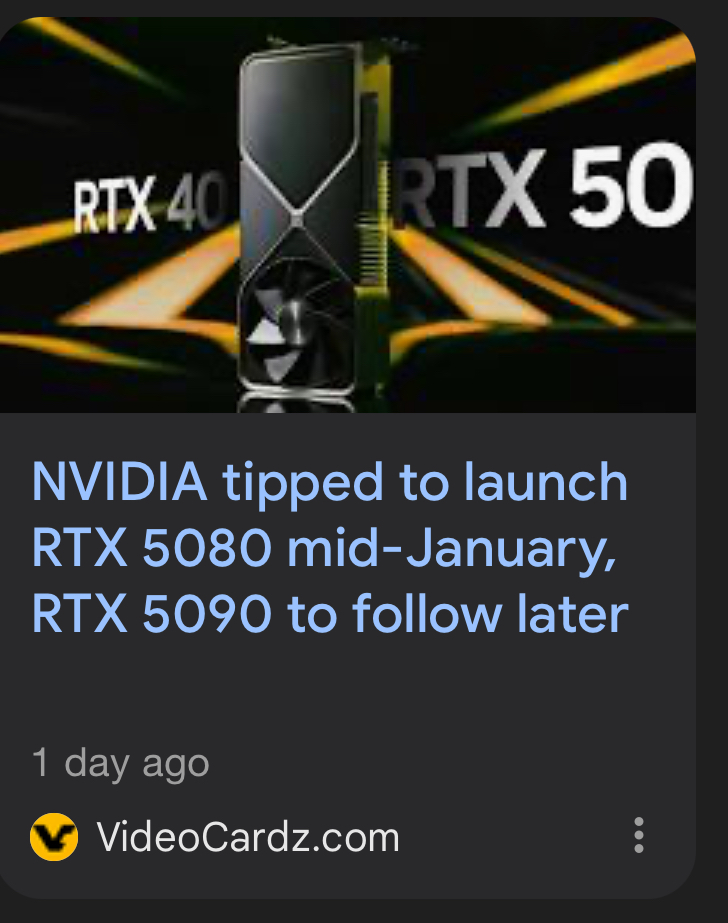 RTX 40
RTX 50
NVIDIA tipped to launch
RTX 5080 mid-January,
RTX 5090 to follow later
1 day ago
VideoCardz.com